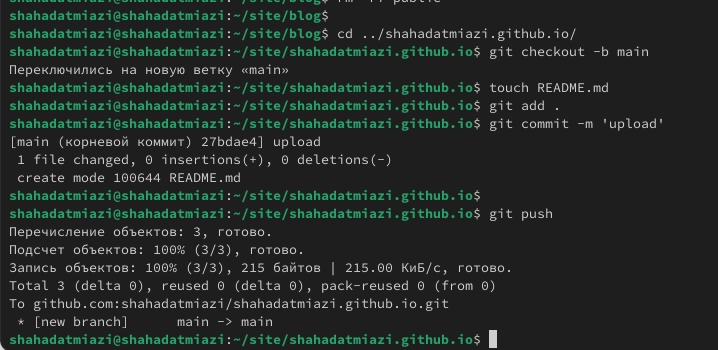 shahadatmiazi@shahadatmiazi:~/site/blog$
shahadatmiazi@shahadatmiazi:~/site/blog$ cd ../shahadatmiazi.github.io/
shahadatmiazi@shahadatmiazi:~/site/shahadatmiazi.github.io$ git checkout -b main
Переключились на новую ветку «main»
shahadatmiazi@shahadatmiazi:~/site/shahadatmiazi.github.io$ touch README.md
shahadatmiazi@shahadatmiazi:~/site/shahadatmiazi.github.io$ git add .
shahadatmiazi@shahadatmiazi:~/site/shahadatmiazi.github.io$ git commit -m 'upload'
[main (корневой коммит) 27bdae4] upload
 1 file changed, 0 insertions(+), 0 deletions(-)
 create mode 100644 README.md
shahadatmiazi@shahadatmiazi:~/site/shahadatmiazi.github.io$
shahadatmiazi@shahadatmiazi:~/site/shahadatmiazi.github.io$ git push
Перечисление объектов: 3, готово.
Подсчет объектов: 100% (3/3), готово.
Запись объектов: 100% (3/3), 215 байтов | 215.00 КиБ/с, готово.
Total 3 (delta 0), reused 0 (delta 0), pack-reused 0 (from 0)
To github.com:shahadatmiazi/shahadatmiazi.github.io.git
 * [new branch]      main -> main
shahadatmiazi@shahadatmiazi:~/site/shahadatmiazi.github.io$